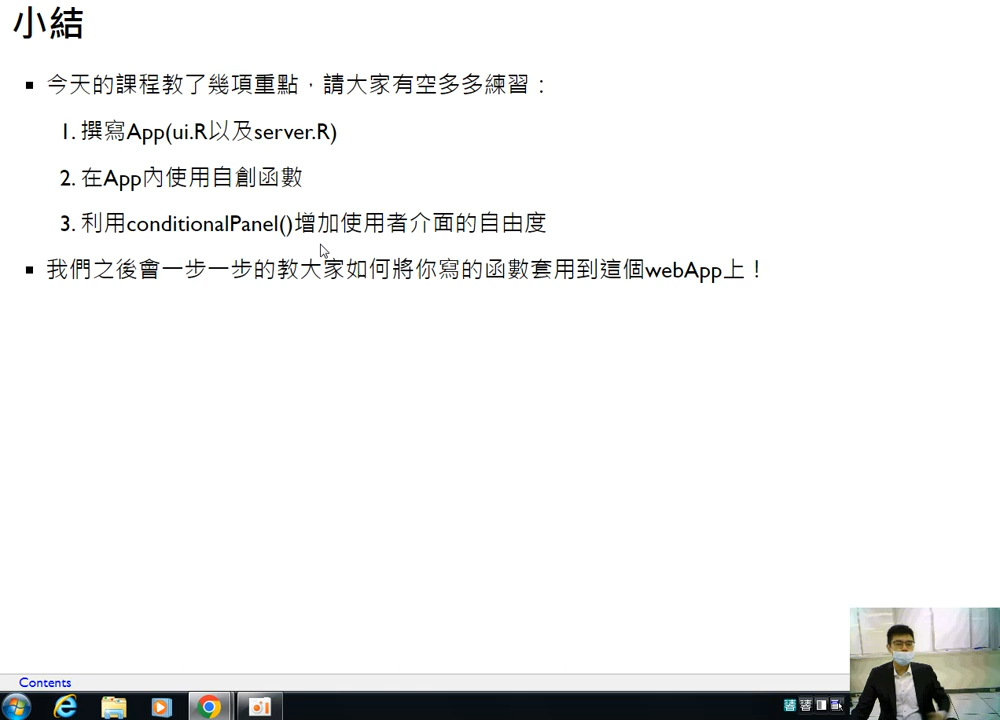 小結
今天的課程教了幾項重點，請大家有空多多練習：
1. 撰寫App(ui.R以及server.R)
2. 在App內使用自創函數
3. 利用conditionalPanel()增加使用者介面的自由度
我們之後會一步一步的教大家如何將你寫的函數套用到這個webApp上！
Contents